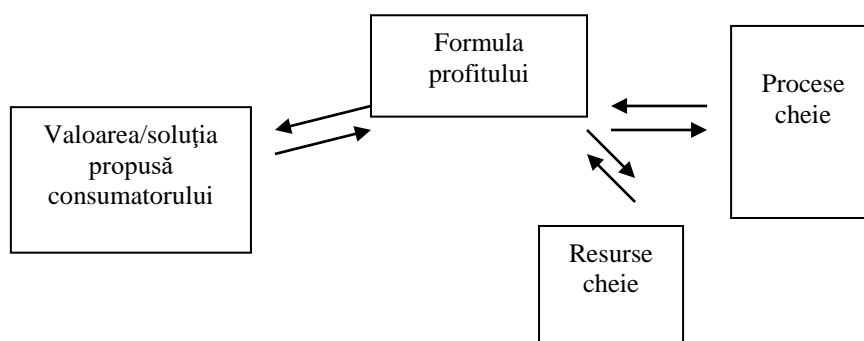 Formula
profitului
Procese
cheie
Valoarea/soluţia
propusă
consumatorului
Resurse
cheie